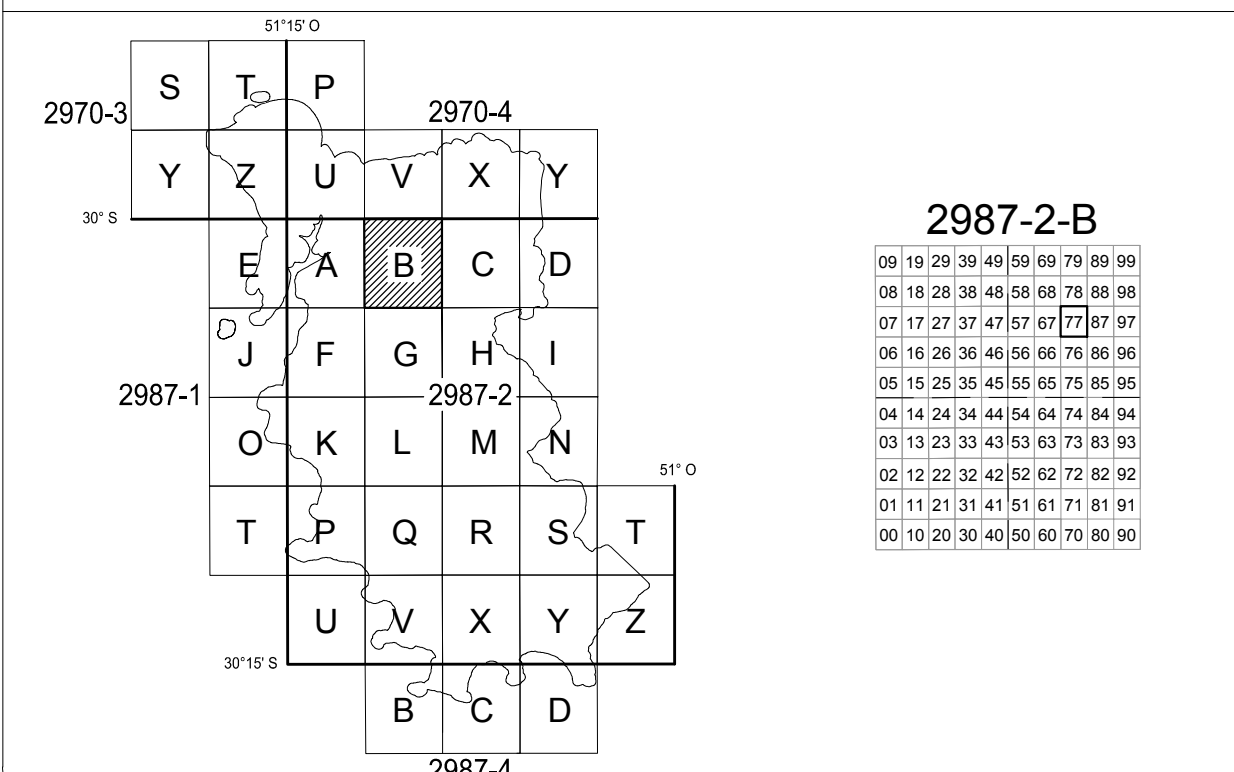 51°15' O
S T P
2970-3 2970-4
Y Z U V X Y
30° S
E A B C D
J F G H I
2987-1 2987-2
O K L M N
51° O
T P Q R S T
U V X Y Z
30°15' S
B C D
2987-4
2987-2-B
09 19 29 39 49 59 69 79 89 99
08 18 28 38 48 58 68 78 88 98
07 17 27 37 47 57 67 77 87 97
06 16 26 36 46 56 66 76 86 96
05 15 25 35 45 55 65 75 85 95
04 14 24 34 44 54 64 74 84 94
03 13 23 33 43 53 63 73 83 93
02 12 22 32 42 52 62 72 82 92
01 11 21 31 41 51 61 71 81 91
00 10 20 30 40 50 60 70 80 90